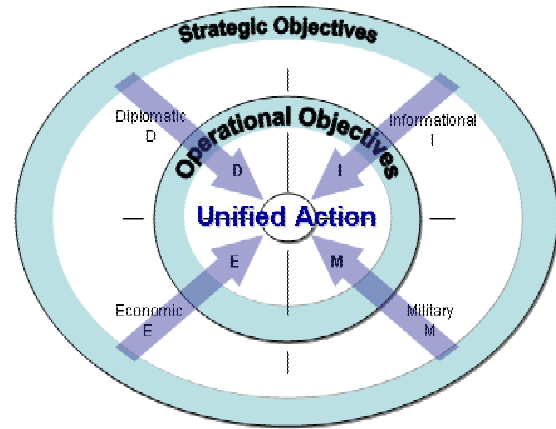 Strategic Objectives
Diplomatic
D
Informational
I
Operational Objectives
D
I
Unified Action
E
M
Economic
E
Military
M